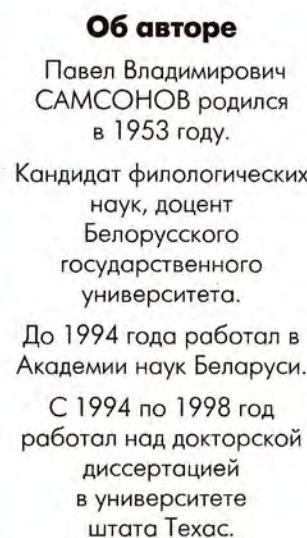 Об авторе
Павел Владимирович
САМСОНОВ родился
в 1953 году.
Кандидат филологических
наук, доцент
Белорусского
государственного
университета.
До 1994 года работал в
Академии наук Беларуси.
С 1994 по 1998 год
работал над докторской
диссертацией
в университете
штата Техас.